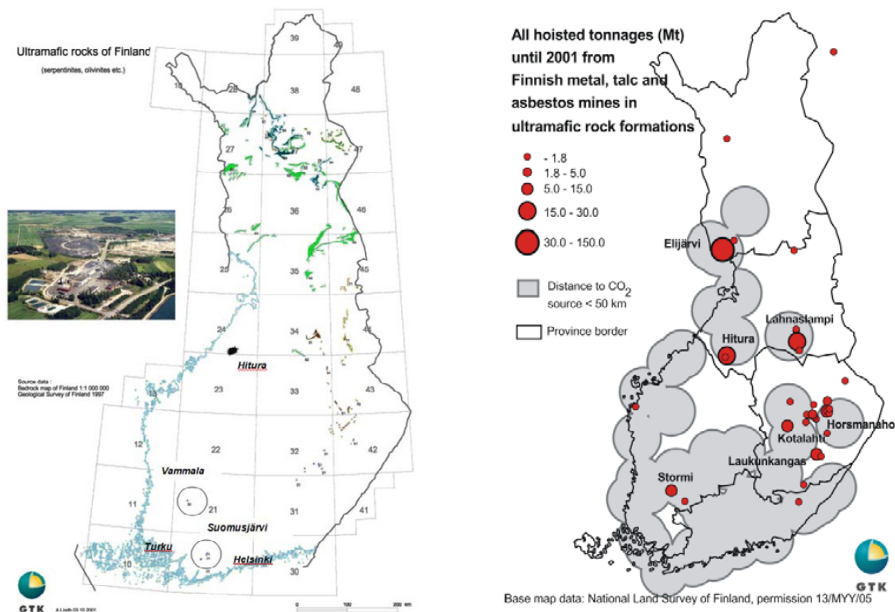 Ultramafic rocks of Finland
(serpentinites, olivinites etc.)
39
49
18
28
38
48
27
37
47
26
36
46
25
35
24
34
44
Hitura
Source data :
Bedrock map of Finland 1:1 000 000
Geological Survey of Finland 1997
13
23
33
43
32
42
Vammala
11
21
31
41
Suomusjärvi
Turku
Helsinki
10
30
GTK
0
100
200 km
All hoisted tonnages (Mt)
until 2001 from
Finnish metal, talc and
asbestos mines in
ultramafic rock formations
- 1.8
1.8 - 5.0
5.0 - 15.0
15.0 - 30.0
30.0 - 150.0
Distance to CO2
source < 50 km
Province border
Elijärvi
Lahnaslampi
Hitura
Horsmanaho
Kotalahti
Laukunkangas
Stormi
GTK
Base map data: National Land Survey of Finland, permission 13/MYY/05